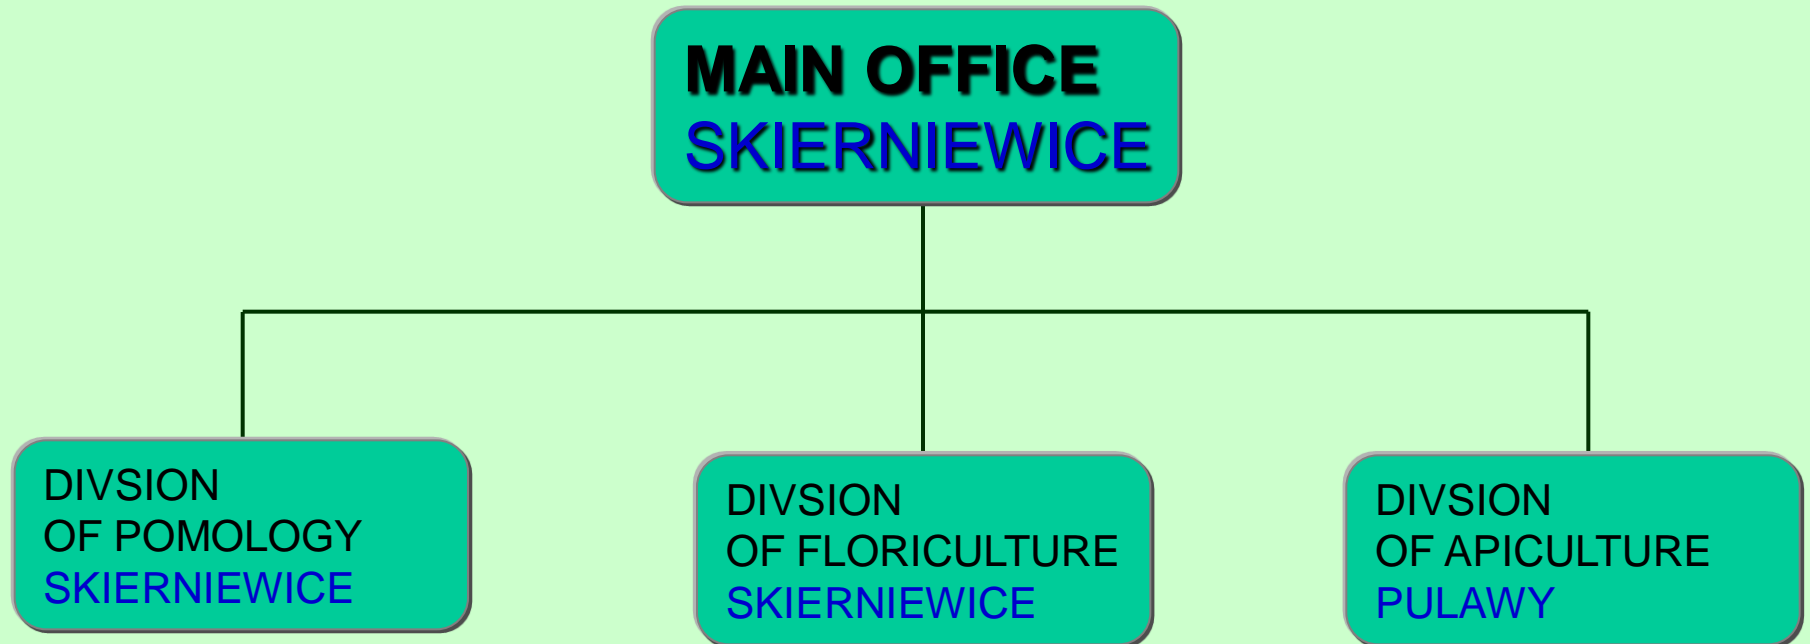 MAIN OFFICE
SKIERNIEWICE
DIVSION
OF POMOLOGY
SKIERNIEWICE
DIVSION
OF FLORICULTURE
SKIERNIEWICE
DIVSION
OF APICULTURE
PULAWY